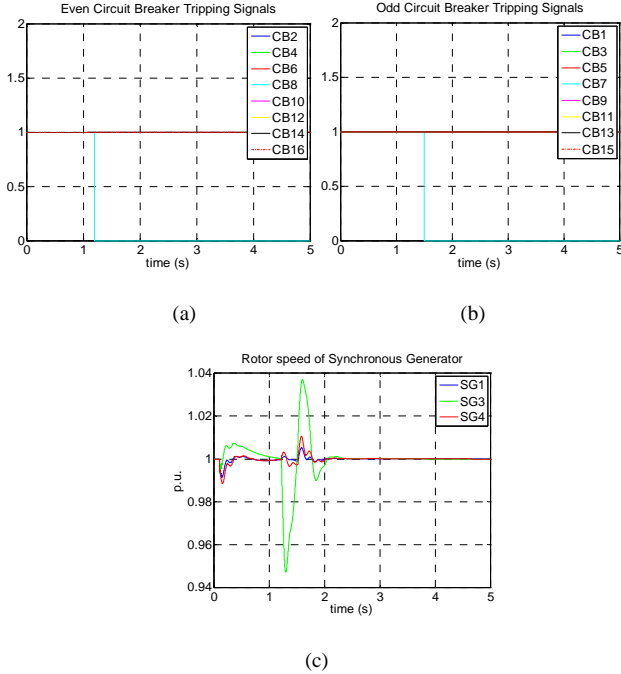 Even Circuit Breaker Tripping Signals
2
1.5
1
0.5
0
0 1 2 3 4 5
time (s)
CB2
CB4
CB6
CB8
CB10
CB12
CB14
CB16
(a)
Odd Circuit Breaker Tripping Signals
2
1.5
1
0.5
0
0 1 2 3 4 5
time (s)
CB1
CB3
CB5
CB7
CB9
CB11
CB13
CB15
(b)
Rotor speed of Synchronous Generator
1.04
1.02
1
0.98
0.96
0.94
p.u.
0 1 2 3 4 5
time (s)
SG1
SG3
SG4
(c)